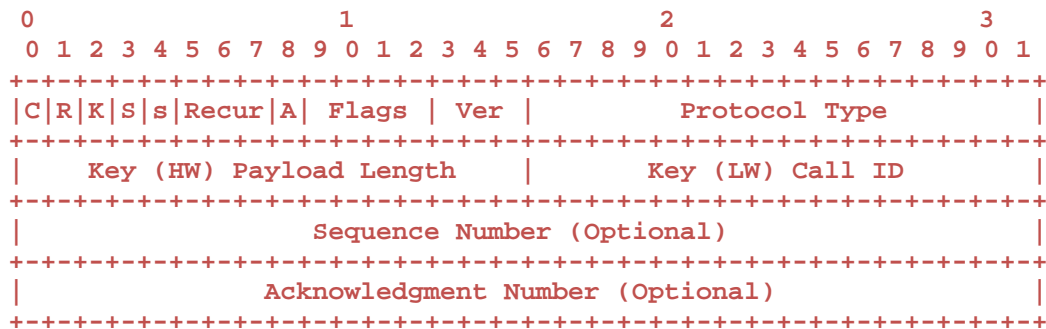 0                   1                   2                   3
 0 1 2 3 4 5 6 7 8 9 0 1 2 3 4 5 6 7 8 9 0 1 2 3 4 5 6 7 8 9 0 1
+-+-+-+-+-+-+-+-+-+-+-+-+-+-+-+-+-+-+-+-+-+-+-+-+-+-+-+-+-+-+-+-+
|C|R|K|S|s|Recur|A| Flags | Ver |         Protocol Type         |
+-+-+-+-+-+-+-+-+-+-+-+-+-+-+-+-+-+-+-+-+-+-+-+-+-+-+-+-+-+-+-+-+
|    Key (HW) Payload Length    |       Key (LW) Call ID        |
+-+-+-+-+-+-+-+-+-+-+-+-+-+-+-+-+-+-+-+-+-+-+-+-+-+-+-+-+-+-+-+-+
|                  Sequence Number (Optional)                   |
+-+-+-+-+-+-+-+-+-+-+-+-+-+-+-+-+-+-+-+-+-+-+-+-+-+-+-+-+-+-+-+-+
|               Acknowledgment Number (Optional)                |
+-+-+-+-+-+-+-+-+-+-+-+-+-+-+-+-+-+-+-+-+-+-+-+-+-+-+-+-+-+-+-+-+